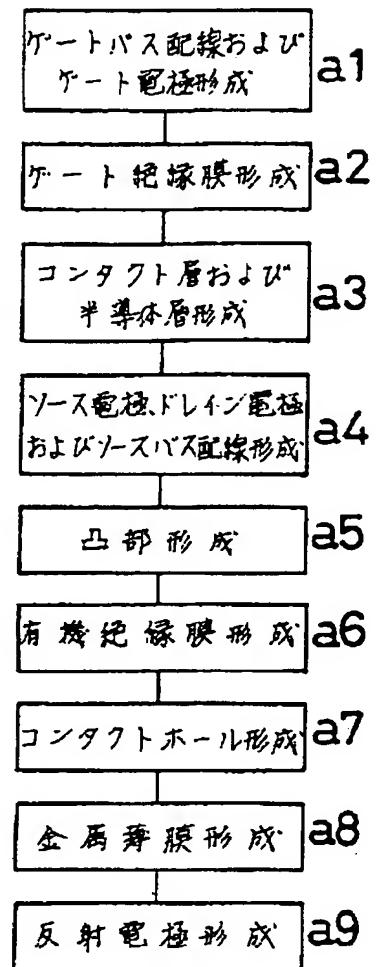 ゲートバス配線および
ゲート電極形成
a1
ゲート絶縁膜形成
a2
コンタクト層および
半導体層形成
a3
ソース電極、ドレイン電極
およびソースバス配線形成
a4
凸部形成
a5
有機絶縁膜形成
a6
コンタクトホール形成
a7
金属薄膜形成
a8
反射電極形成
a9